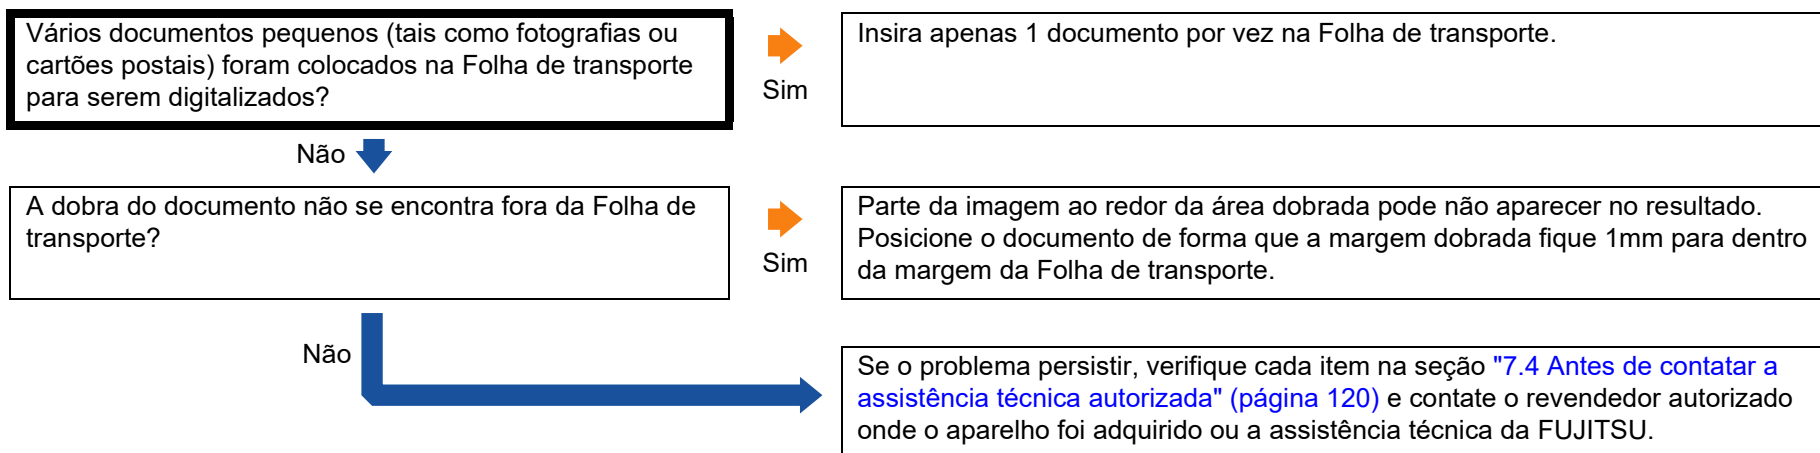 Vários documentos pequenos (tais como fotografias ou
cartões postais) foram colocados na Folha de transporte
para serem digitalizados?
Sim
Insira apenas 1 documento por vez na Folha de transporte.
Não
A dobra do documento não se encontra fora da Folha de
transporte?
Sim
Parte da imagem ao redor da área dobrada pode não aparecer no resultado.
Posicione o documento de forma que a margem dobrada fique 1mm para dentro
da margem da Folha de transporte.
Não
Se o problema persistir, verifique cada item na seção "7.4 Antes de contatar a
assistência técnica autorizada" (página 120) e contate o revendedor autorizado
onde o aparelho foi adquirido ou a assistência técnica da FUJITSU.